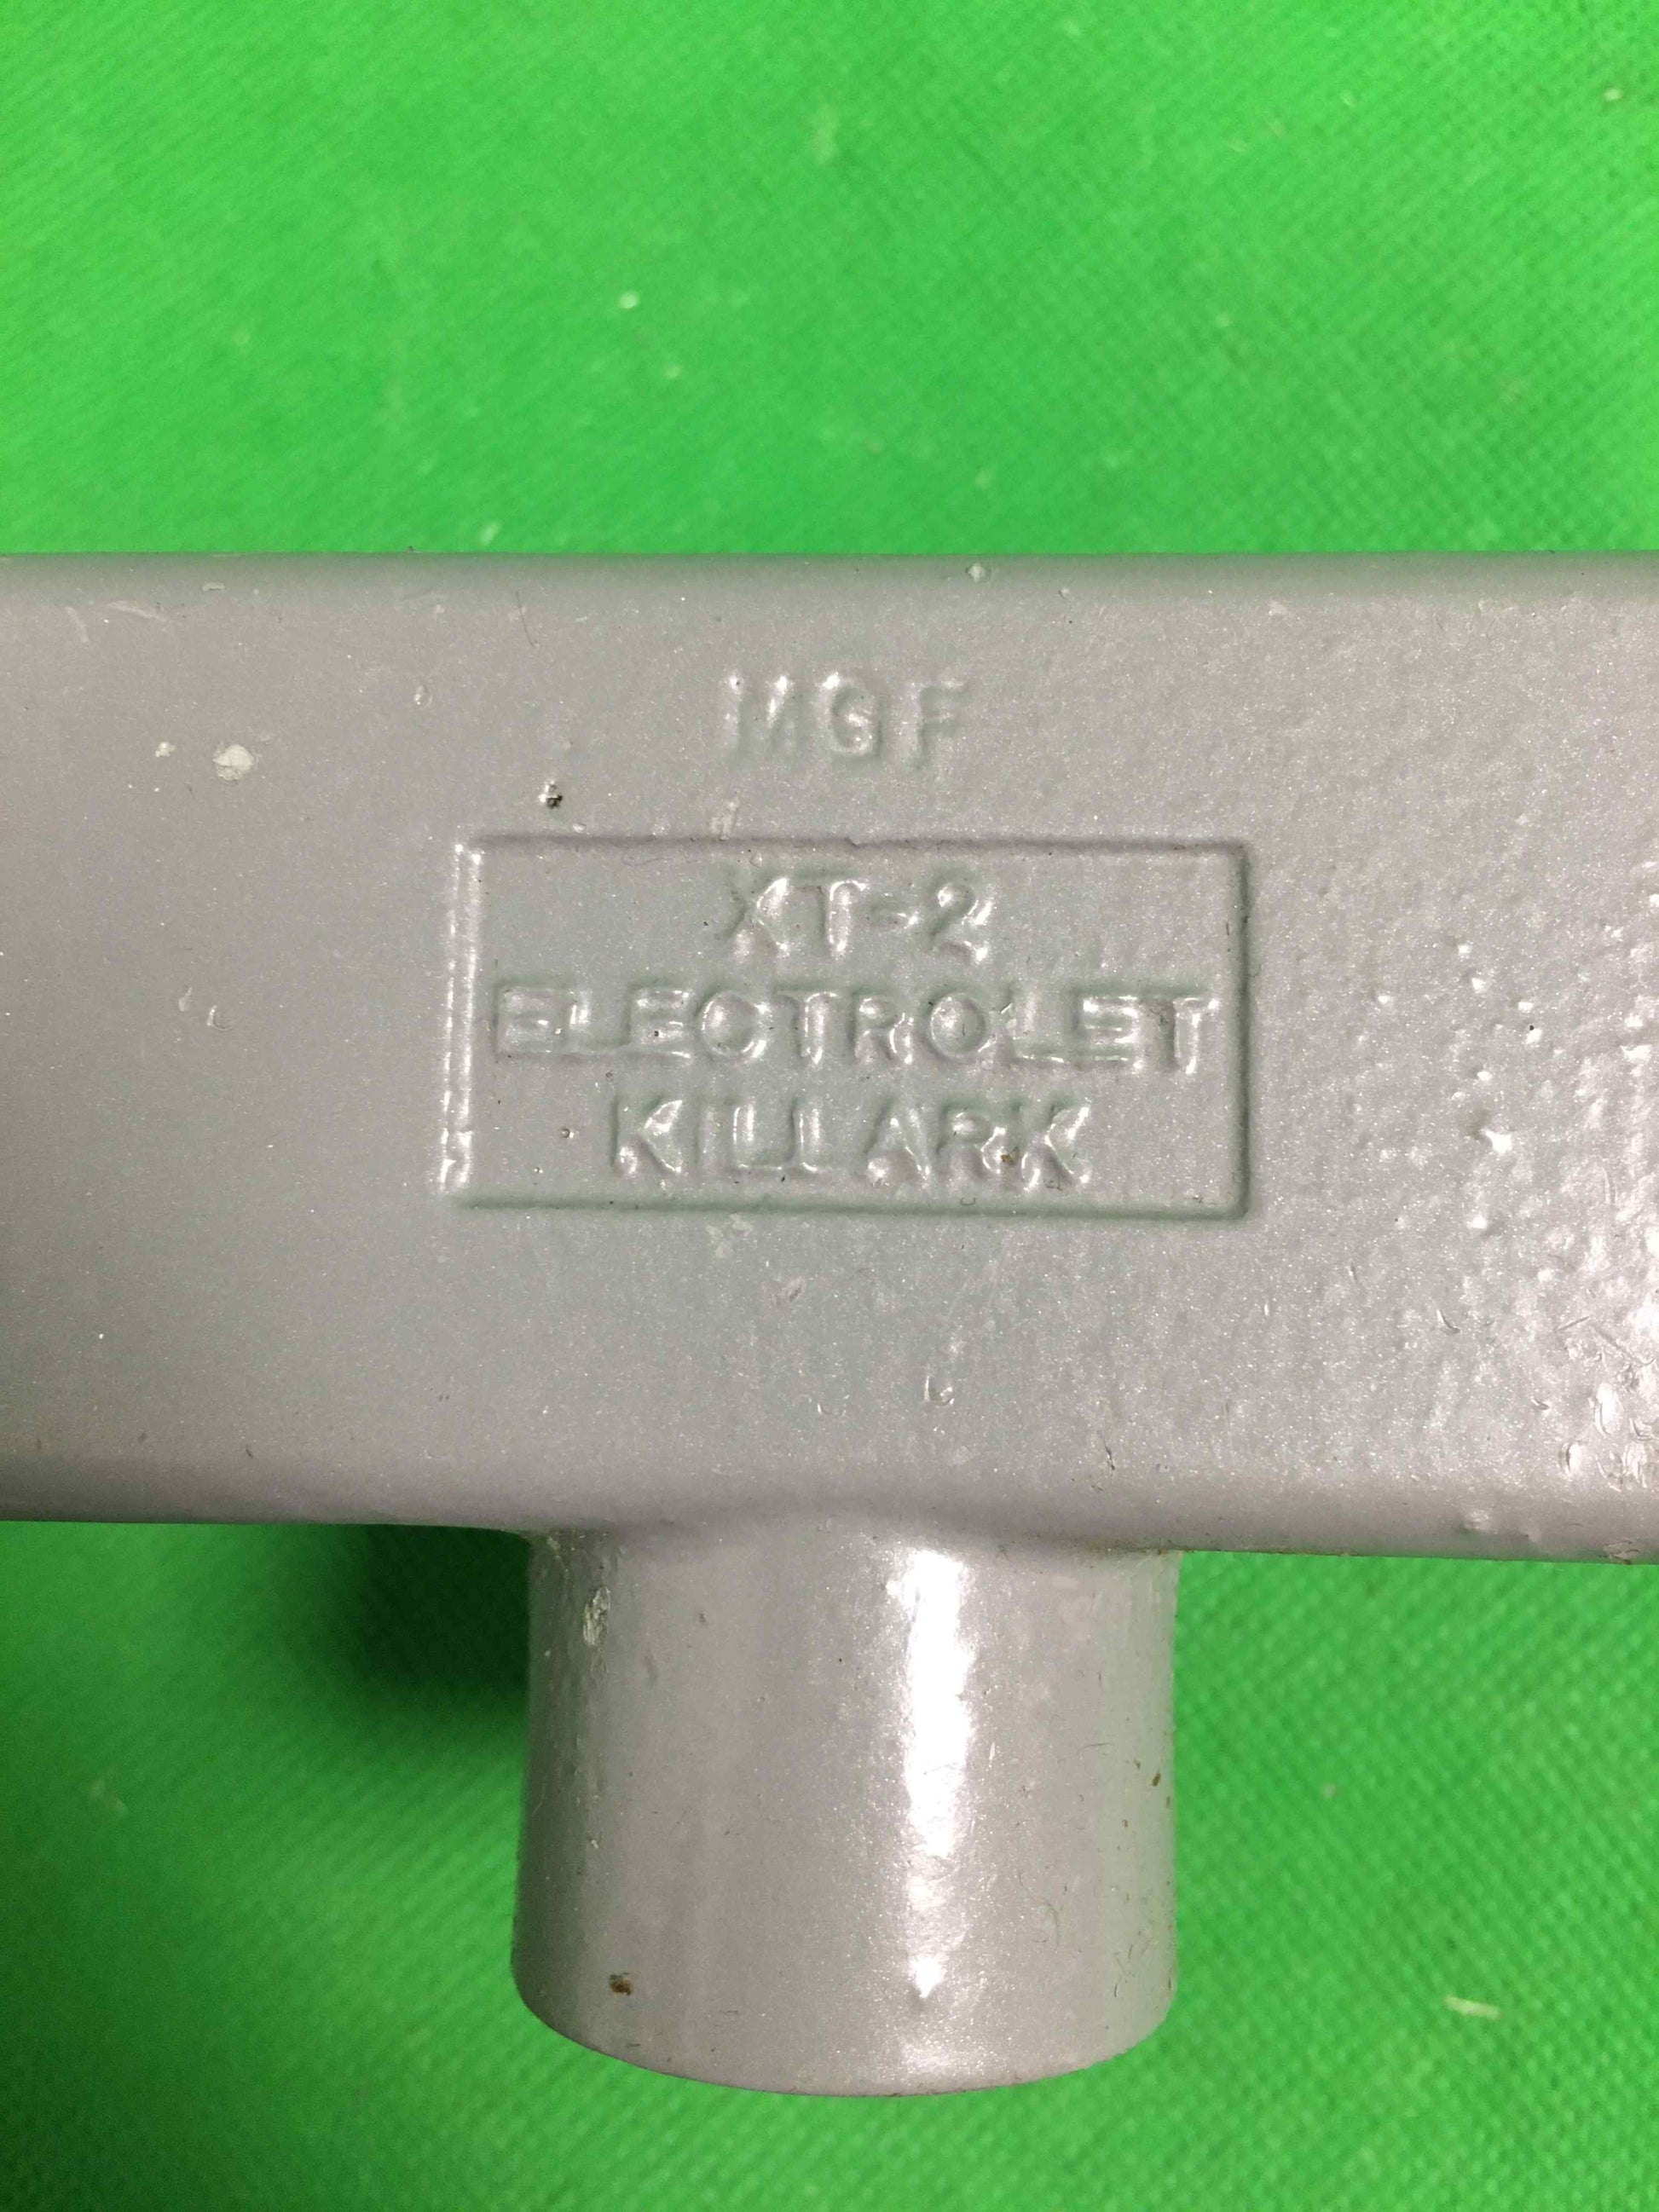 MGF
XT-2
ELECTROLET
KILLARK